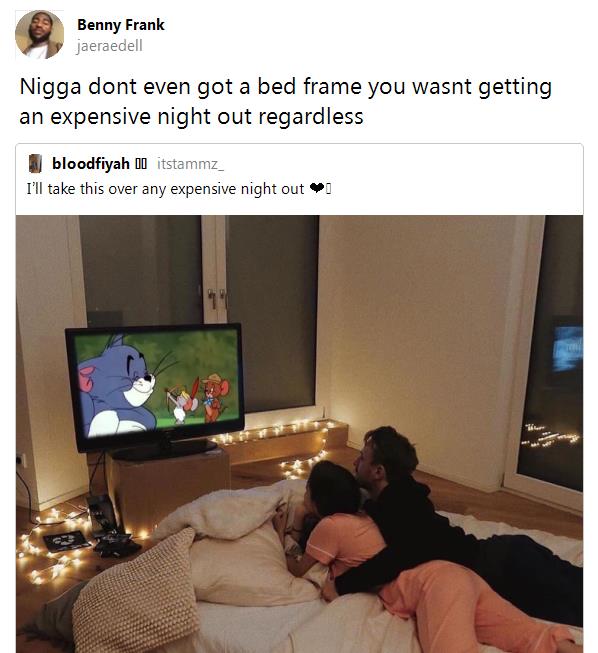 Benny Frank
jaeraedell
Nigga dont even got a bed frame you wasnt getting
an expensive night out regardless
bloodfiyah ▯▯ itstammz_
I'll take this over any expensive night out ❤▯